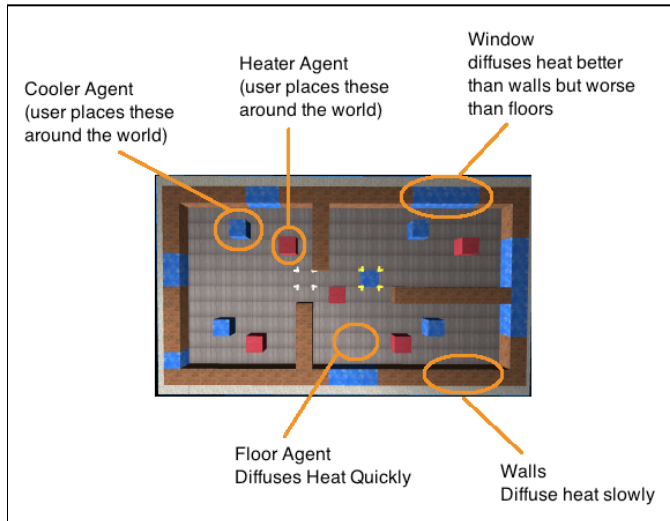 Window
diffuses heat better
than walls but worse
than floors
Heater Agent
(user places these
around the world)
Cooler Agent
(user places these
around the world)
Floor Agent
Diffuses Heat Quickly
Walls
Diffuse heat slowly